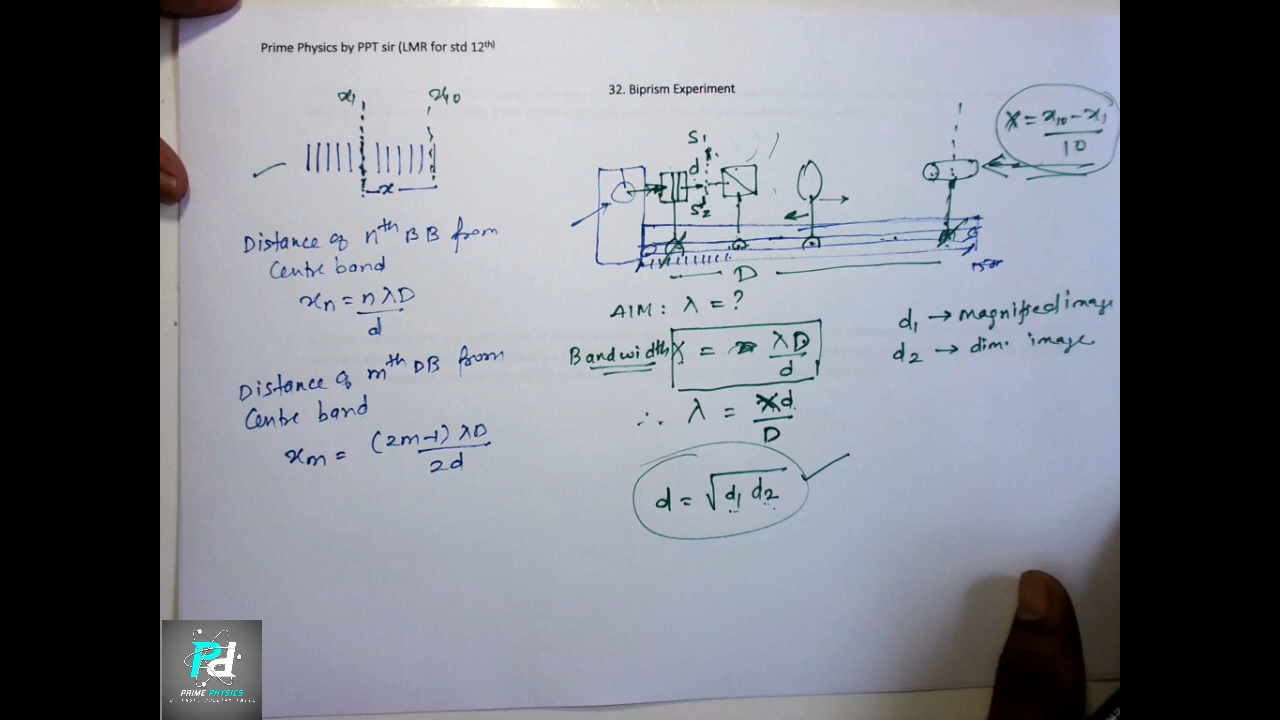 Prime Physics by PPT sir (LMR for std 12th)
32. Biprism Experiment
x1 x10
x
Distance of nth BB from
Centre band
xn = nλD / d
Distance of mth DB from
Centre band
xm = (2m-1) λD / 2d
S1
d
S2
D
X = x10 - x1 / 10
AIM: λ = ?
Bandwidth X = λD / d
∴ λ = Xd / D
d = √d1 d2
d1 → magnified image
d2 → dim. image
Pd
PRIME PHYSICS